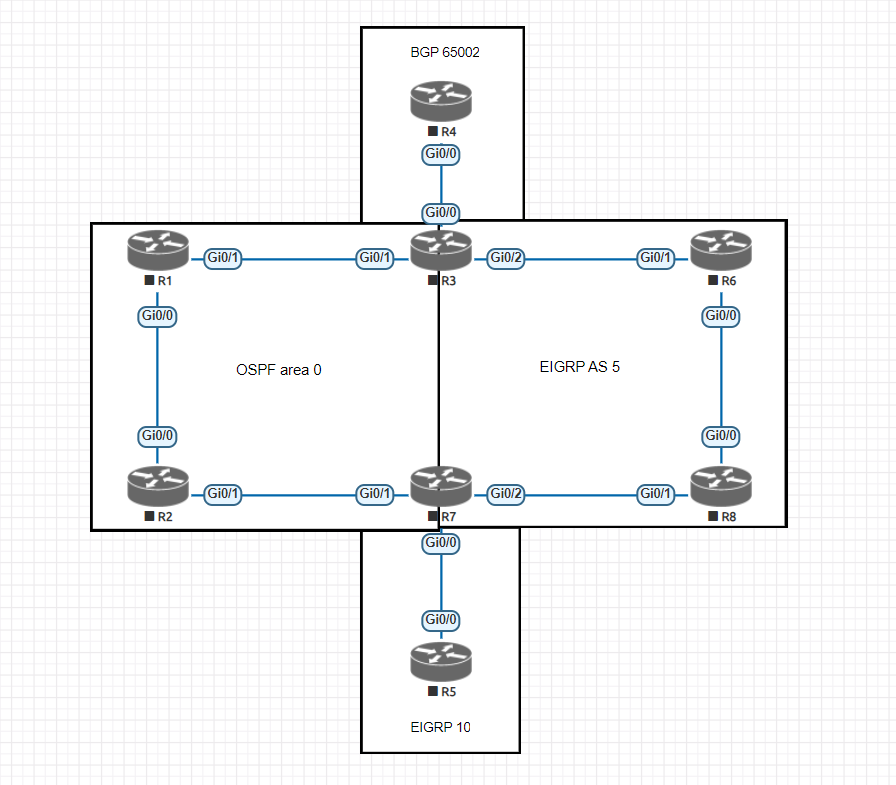 BGP 65002
R4
Gi0/0
Gi0/0
R1
Gi0/1
Gi0/1
R3
Gi0/2
Gi0/1
R6
Gi0/0
Gi0/0
OSPF area 0
EIGRP AS 5
Gi0/0
Gi0/0
R2
Gi0/1
Gi0/1
R7
Gi0/2
Gi0/1
R8
Gi0/0
Gi0/0
R5
EIGRP 10